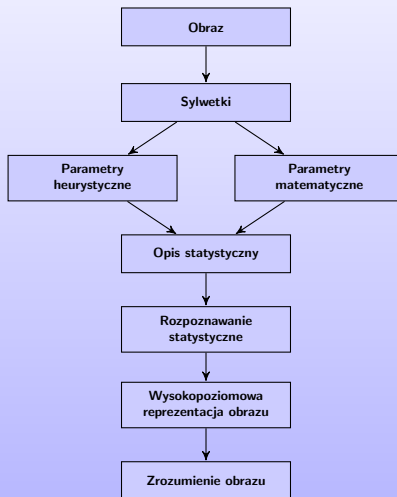 Obraz
Sylwetki
Parametry
heurystyczne
Parametry
matematyczne
Opis statystyczny
Rozpoznawanie
statystyczne
Wysokopoziomowa
reprezentacja obrazu
Zrozumienie obrazu